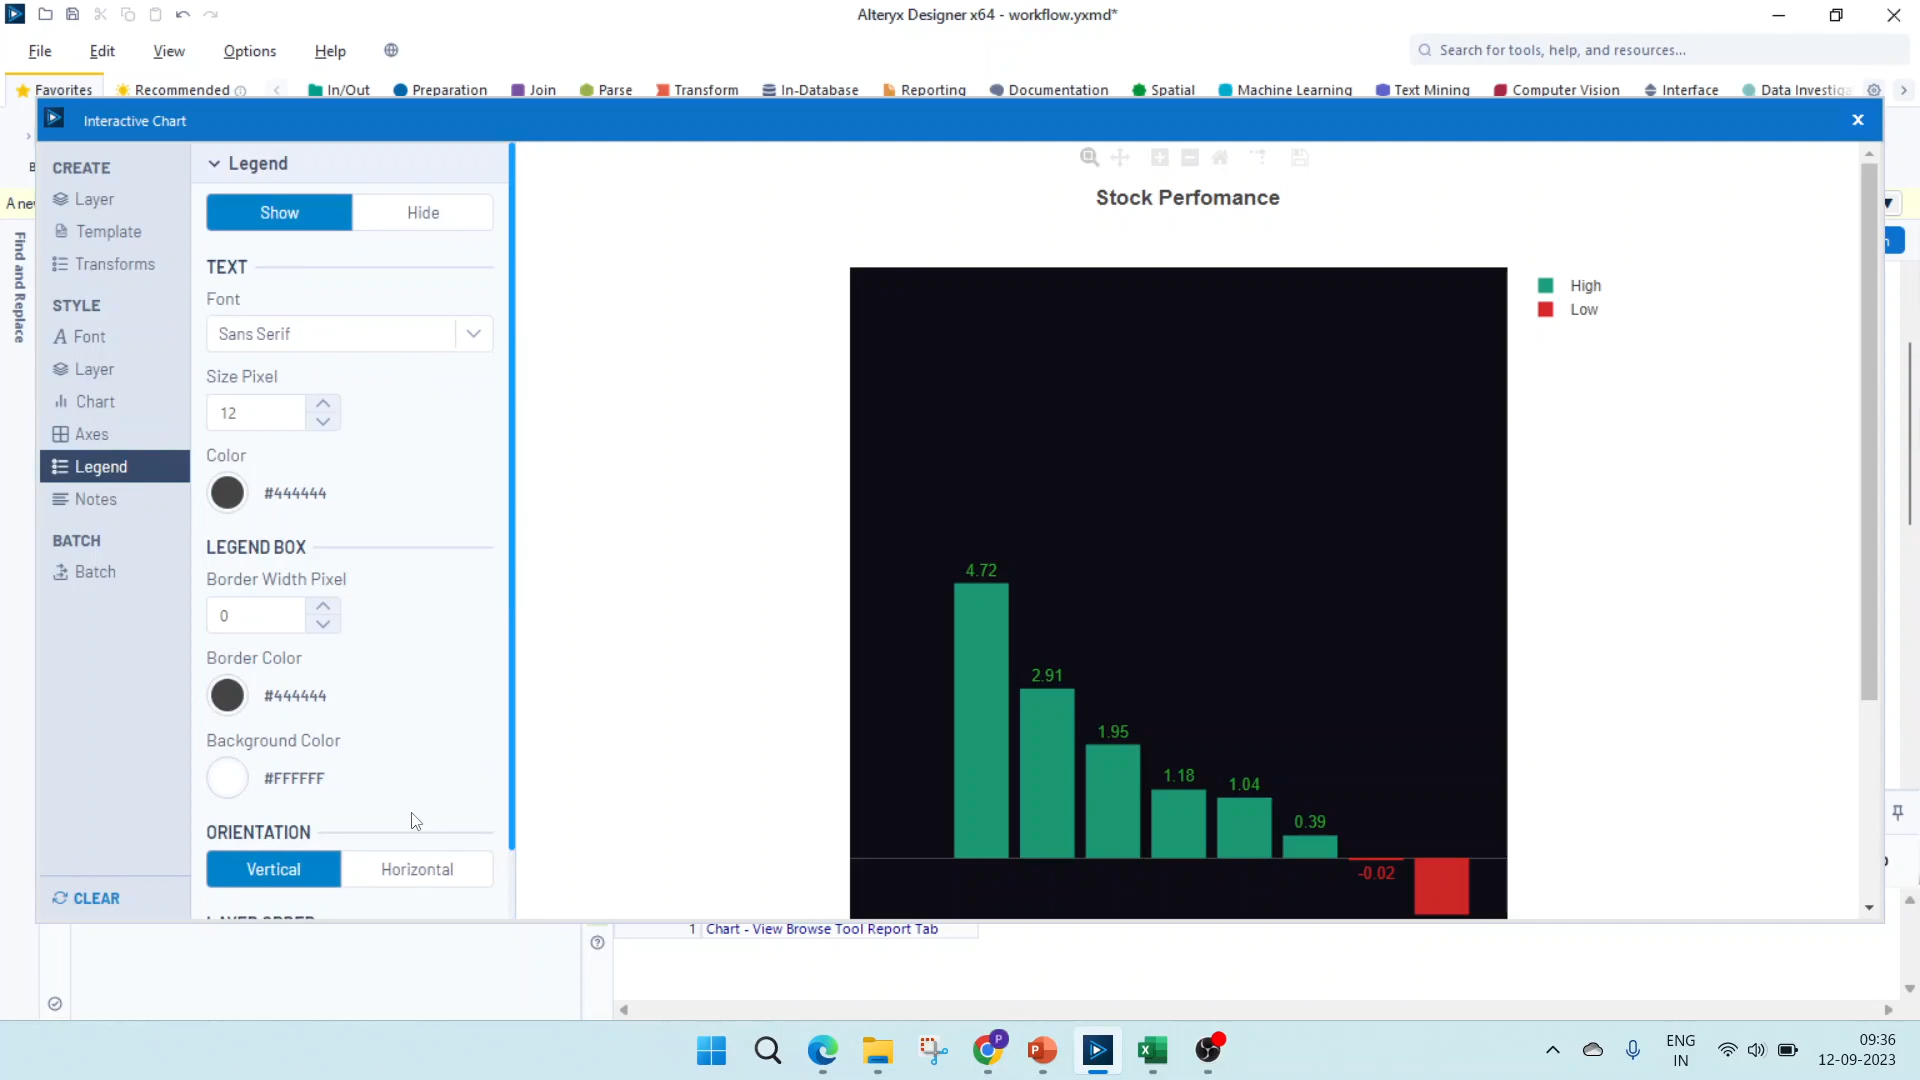 Alteryx Designer x64 - workflow.yxmd*
File Edit View Options Help
Search for tools, help, and resources...
Favorites Recommended In/Out Preparation Join Parse Transform In-Database Reporting Documentation Spatial Machine Learning Text Mining Computer Vision Interface Data Investiga
Interactive Chart
A new
Find and Replace
CREATE
Layer
Template
Transforms
STYLE
Font
Layer
Chart
Axes
Legend
Notes
BATCH
Batch
CLEAR
Legend
Show Hide
TEXT
Font
Sans Serif
Size Pixel
12
Color
#444444
LEGEND BOX
Border Width Pixel
0
Border Color
#444444
Background Color
#FFFFFF
ORIENTATION
Vertical Horizontal
LAYER ORDER
Stock Perfomance
High
Low
4.72
2.91
1.95
1.18
1.04
0.39
-0.02
1 Chart - View Browse Tool Report Tab
P
ENG
IN
09:36
12-09-2023